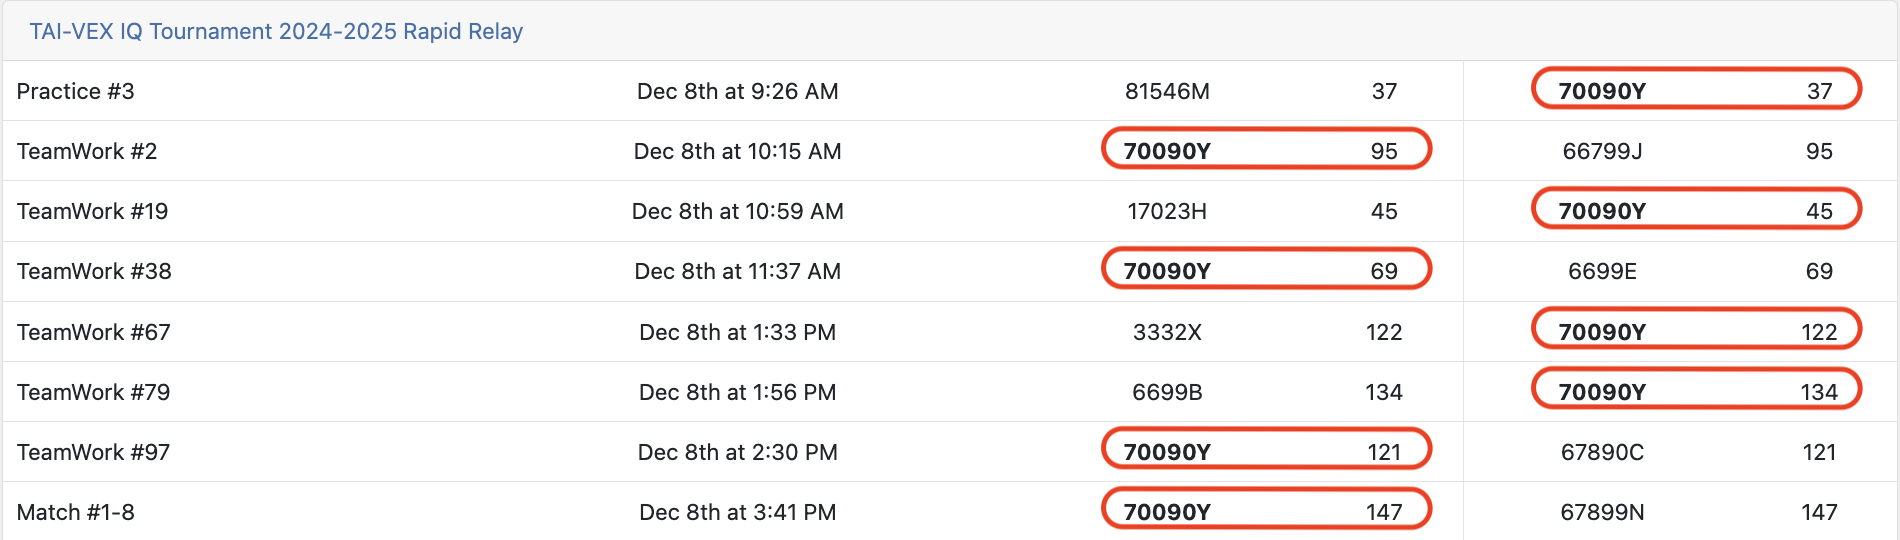 TAI-VEX IQ Tournament 2024-2025 Rapid Relay
Practice #3 Dec 8th at 9:26 AM 81546M 37 70090Y 37
TeamWork #2 Dec 8th at 10:15 AM 70090Y 95 66799J 95
TeamWork #19 Dec 8th at 10:59 AM 17023H 45 70090Y 45
TeamWork #38 Dec 8th at 11:37 AM 70090Y 69 6699E 69
TeamWork #67 Dec 8th at 1:33 PM 3332X 122 70090Y 122
TeamWork #79 Dec 8th at 1:56 PM 6699B 134 70090Y 134
TeamWork #97 Dec 8th at 2:30 PM 70090Y 121 67890C 121
Match #1-8 Dec 8th at 3:41 PM 70090Y 147 67899N 147